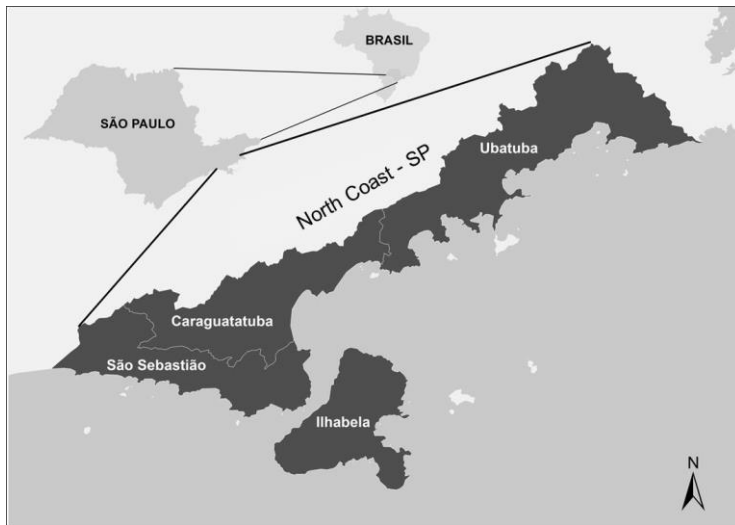 BRASIL
SÃO PAULO
Ubatuba
North Coast - SP
Caraguatatuba
São Sebastião
Ilhabela
N